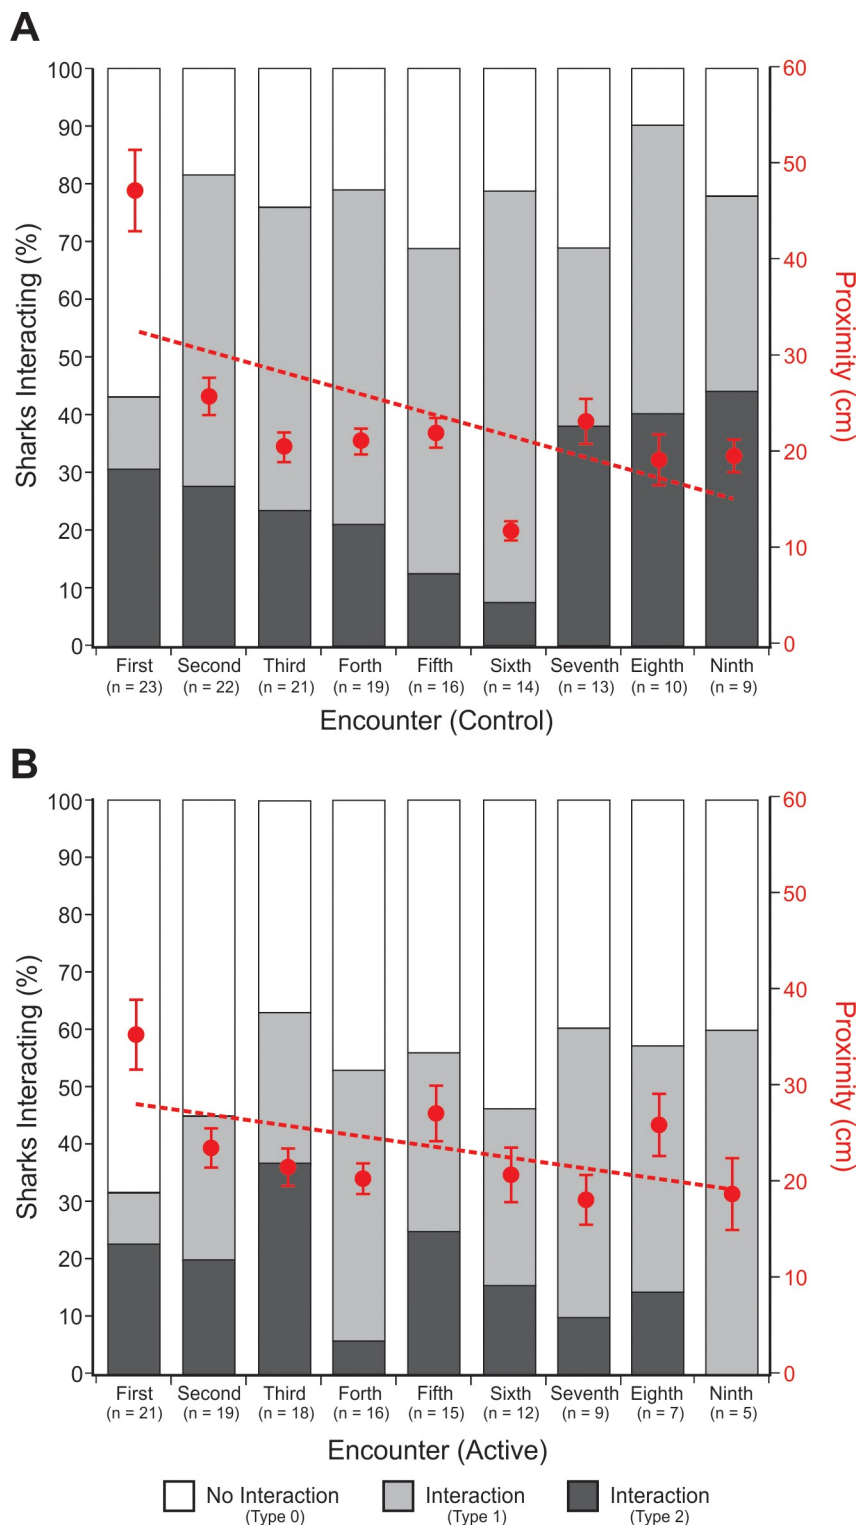 A
100
90
80
70
60
50
40
30
20
10
0
Sharks Interacting (%)
60
50
40
30
20
10
0
Proximity (cm)
First Second Third Forth Fifth Sixth Seventh Eighth Ninth
(n = 23) (n = 22) (n = 21) (n = 19) (n = 16) (n = 14) (n = 13) (n = 10) (n = 9)
Encounter (Control)
B
100
90
80
70
60
50
40
30
20
10
0
Sharks Interacting (%)
60
50
40
30
20
10
0
Proximity (cm)
First Second Third Forth Fifth Sixth Seventh Eighth Ninth
(n = 21) (n = 19) (n = 18) (n = 16) (n = 15) (n = 12) (n = 9) (n = 7) (n = 5)
Encounter (Active)
No Interaction Interaction Interaction
(Type 0) (Type 1) (Type 2)